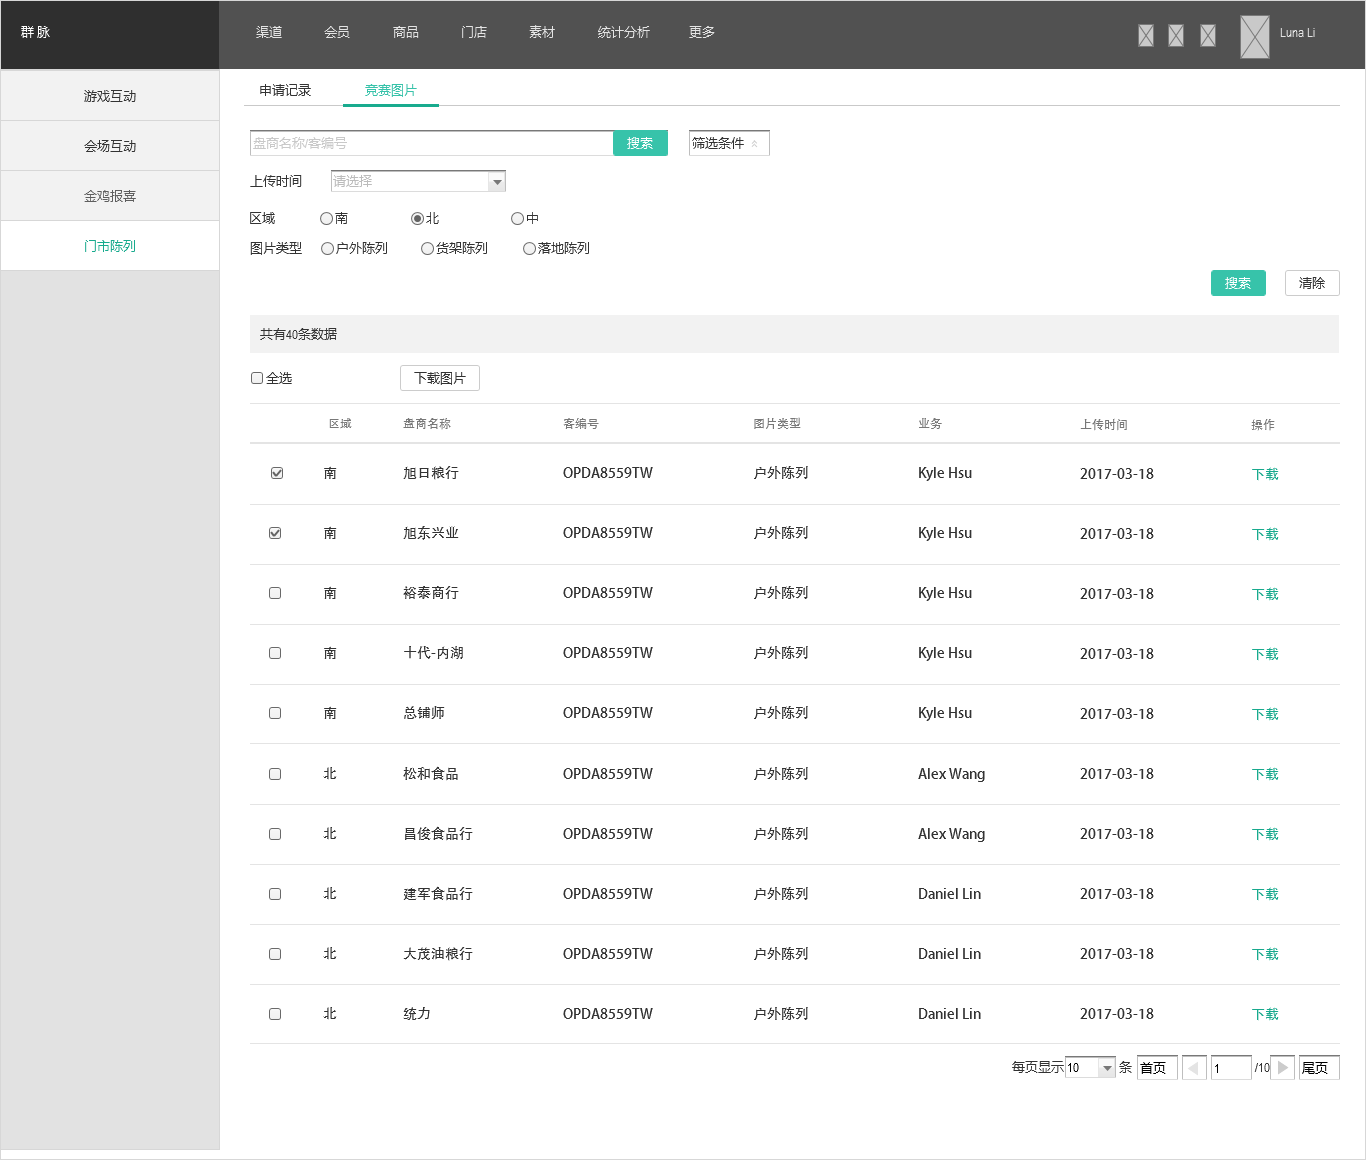 群脉 渠道 会员 商品 门店 素材 统计分析 更多 Luna Li
游戏互动
会场互动
金鸡报喜
门市陈列
申请记录 竞赛图片
盘商名称/客编号 搜索 筛选条件
上传时间 请选择
区域 南 北 中
图片类型 户外陈列 货架陈列 落地陈列
搜索 清除
共有40条数据
全选 下载图片
区域 盘商名称 客编号 图片类型 业务 上传时间 操作
南 旭日粮行 OPDA8559TW 户外陈列 Kyle Hsu 2017-03-18 下载
南 旭东兴业 OPDA8559TW 户外陈列 Kyle Hsu 2017-03-18 下载
南 裕泰商行 OPDA8559TW 户外陈列 Kyle Hsu 2017-03-18 下载
南 十代-内湖 OPDA8559TW 户外陈列 Kyle Hsu 2017-03-18 下载
南 总铺师 OPDA8559TW 户外陈列 Kyle Hsu 2017-03-18 下载
北 松和食品 OPDA8559TW 户外陈列 Alex Wang 2017-03-18 下载
北 昌俊食品行 OPDA8559TW 户外陈列 Alex Wang 2017-03-18 下载
北 建军食品行 OPDA8559TW 户外陈列 Daniel Lin 2017-03-18 下载
北 大茂油粮行 OPDA8559TW 户外陈列 Daniel Lin 2017-03-18 下载
北 统力 OPDA8559TW 户外陈列 Daniel Lin 2017-03-18 下载
每页显示 10 条 首页 1 /10 尾页